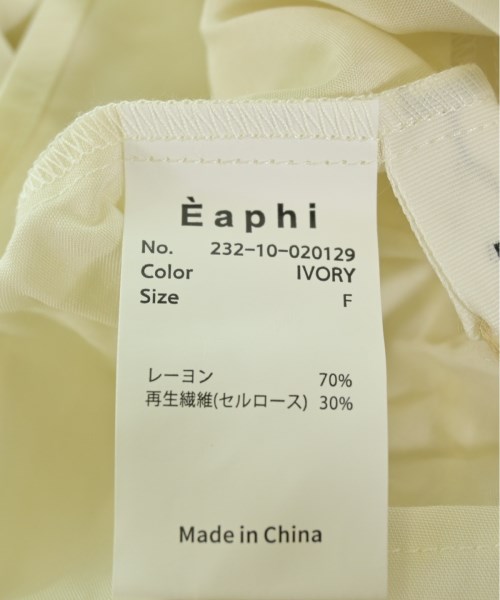 Èaphi
No. 232-10-020129
Color IVORY
Size F
レーヨン 70%
再生繊維(セルロース) 30%
Made in China